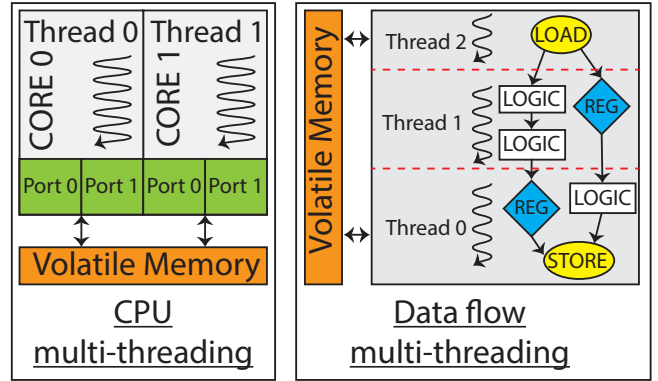 Thread 0
Thread 1
CORE 0
CORE 1
Port 0
Port 1
Port 0
Port 1
Volatile Memory
CPU
multi-threading
Volatile Memory
Thread 2
LOAD
Thread 1
LOGIC
REG
LOGIC
Thread 0
REG
LOGIC
STORE
Data flow
multi-threading